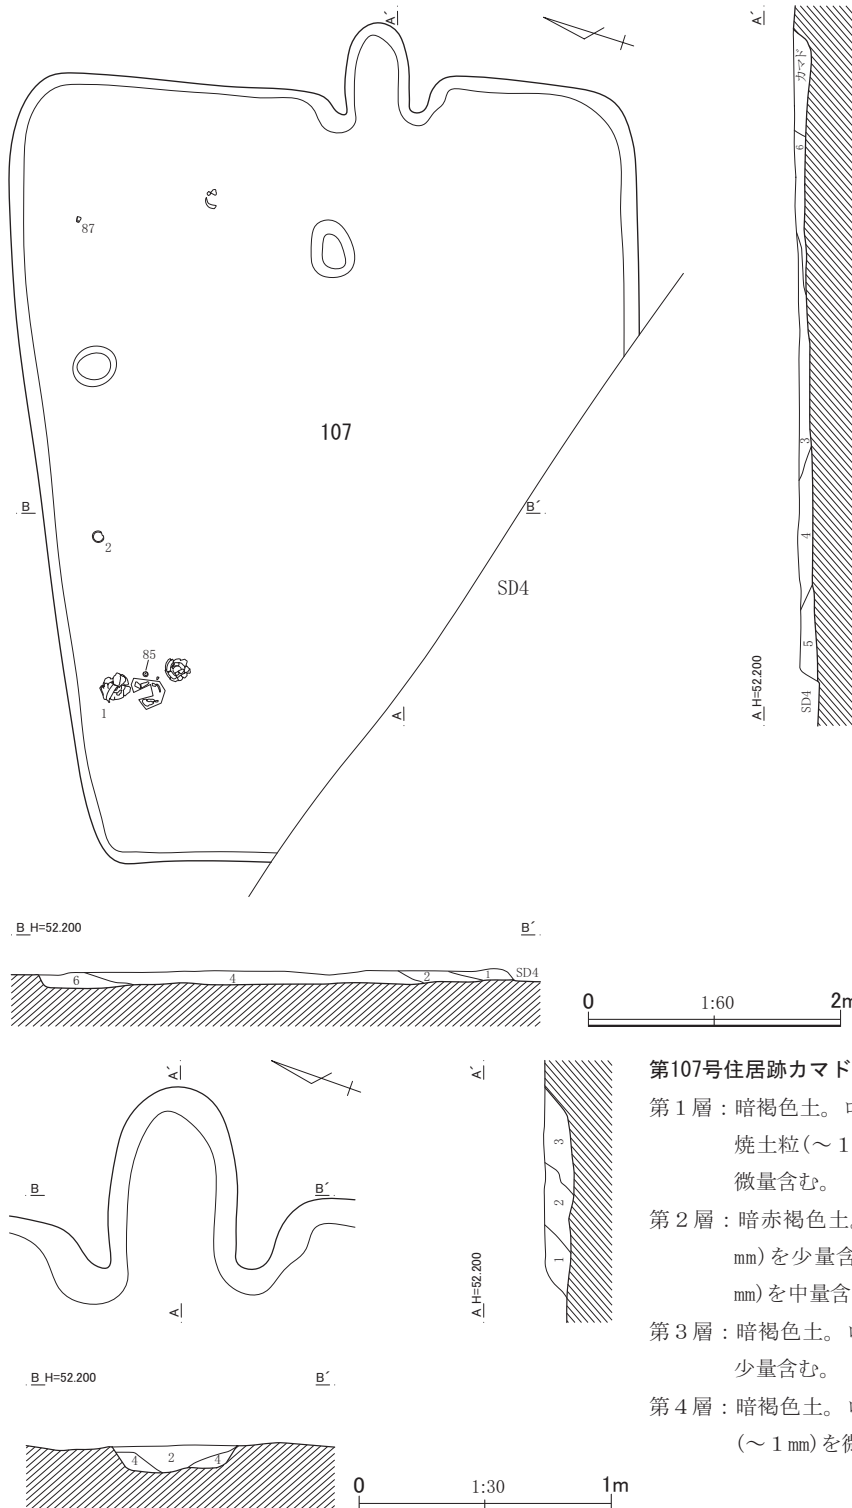 A´
A´
カマド
6
87
107
3
B
B´
4
2
SD4
85
5
1
A
A H=52.200
SD4
B H=52.200
B´
6
4
2
1
SD4
0
1:60
2m
A´
A´
第107号住居跡カマド
第１層：暗褐色土。
焼土粒(～１
微量含む。
第２層：暗赤褐色土。
mm)を少量含
mm)を中量含
第３層：暗褐色土。
少量含む。
第４層：暗褐色土。
(～１mm)を微
3
B
B´
2
1
A
A H=52.200
B H=52.200
B´
4
2
4
0
1:30
1m